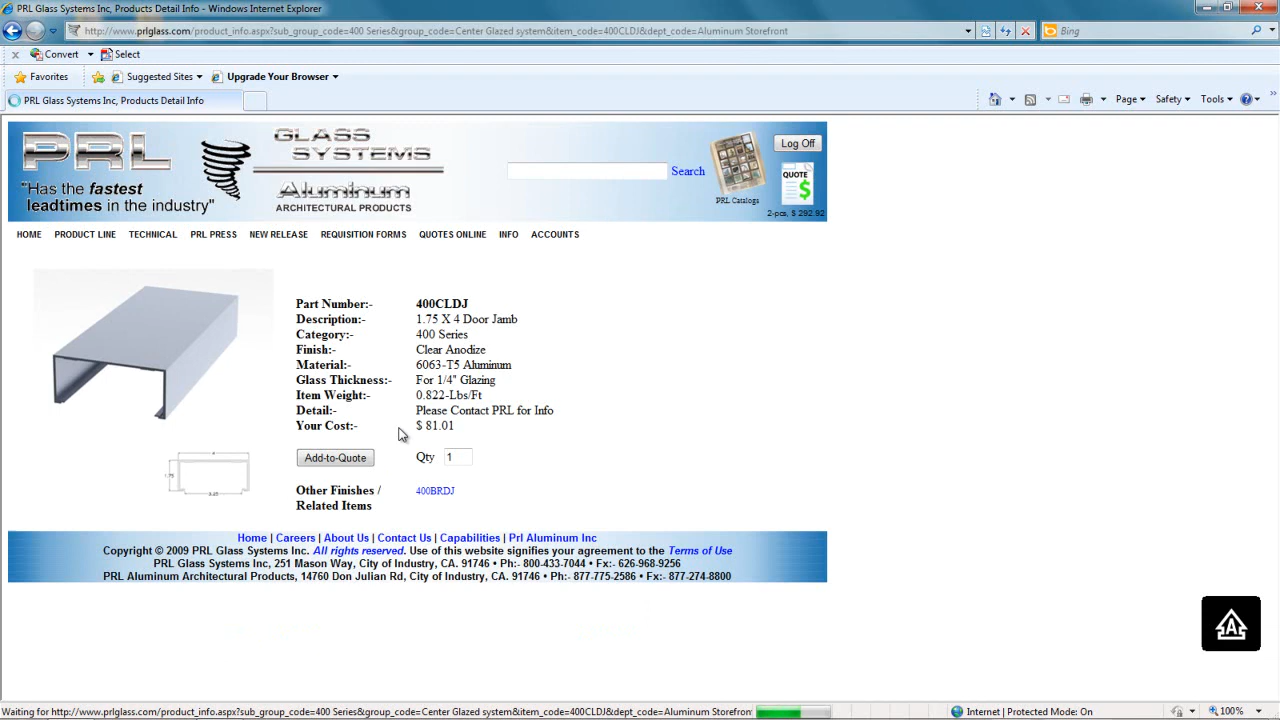 PRL Glass Systems Inc, Products Detail Info - Windows Internet Explorer
http://www.prlglass.com/product_info.aspx?sub_group_code=400 Series&group_code=Center Glazed system&item_code=400CLDJ&dept_code=Aluminum Storefront
Bing
x Convert Select
Favorites Suggested Sites Upgrade Your Browser
PRL Glass Systems Inc, Products Detail Info
Page Safety Tools
PRL
GLASS
SYSTEMS
Aluminum
ARCHITECTURAL PRODUCTS
"Has the fastest
leadtimes in the industry"
Search
PRL Catalogs
Log Off
QUOTE
$
2-pcs, $ 292.92
HOME PRODUCT LINE TECHNICAL PRL PRESS NEW RELEASE REQUISITION FORMS QUOTES ONLINE INFO ACCOUNTS
Part Number:- 400CLDJ
Description:- 1.75 X 4 Door Jamb
Category:- 400 Series
Finish:- Clear Anodize
Material:- 6063-T5 Aluminum
Glass Thickness:- For 1/4" Glazing
Item Weight:- 0.822-Lbs/Ft
Detail:- Please Contact PRL for Info
Your Cost:- $ 81.01
Add-to-Quote Qty 1
4
1.75
Other Finishes / 400BRDJ
Related Items
Home | Careers | About Us | Contact Us | Capabilities | Prl Aluminum Inc
Copyright © 2009 PRL Glass Systems Inc. All rights reserved. Use of this website signifies your agreement to the Terms of Use
PRL Glass Systems Inc, 251 Mason Way, City of Industry, CA. 91746 • Ph:- 800-433-7044 • Fx:- 626-968-9256
PRL Aluminum Architectural Products, 14760 Don Julian Rd, City of Industry, CA. 91746 • Ph:- 877-775-2586 • Fx:- 877-274-8800
A
Waiting for http://www.prlglass.com/product_info.aspx?sub_group_code=400 Series&group_code=Center Glazed system&item_code=400CLDJ&dept_code=Aluminum Storefron
Internet | Protected Mode: On
100%